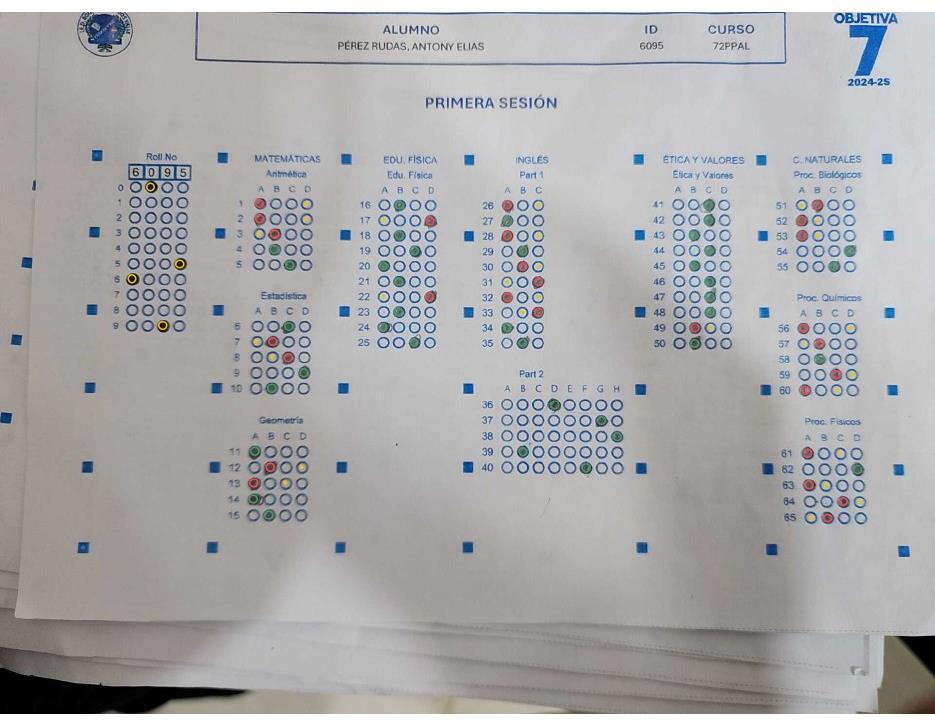 OBJETIVA
7
2024-25
ALUMNO ID CURSO
PÉREZ RUDAS, ANTONY ELIAS 6095 72PPAL
PRIMERA SESIÓN
Roll No
6 0 9 5
0
1
2
3
4
5
6
7
8
9
MATEMÁTICAS
Aritmética
A B C D
1
2
3
4
5
Estadística
A B C D
6
7
8
9
10
Geometría
A B C D
11
12
13
14
15
EDU. FÍSICA
Edu. Física
A B C D
16
17
18
19
20
21
22
23
24
25
INGLÉS
Part 1
A B C
26
27
28
29
30
31
32
33
34
35
Part 2
A B C D E F G H
36
37
38
39
40
ÉTICA Y VALORES
Ética y Valores
A B C D
41
42
43
44
45
46
47
48
49
50
C. NATURALES
Proc. Biológicos
A B C D
51
52
53
54
55
Proc. Químicos
A B C D
56
57
58
59
60
Proc. Físicos
A B C D
61
62
63
64
65